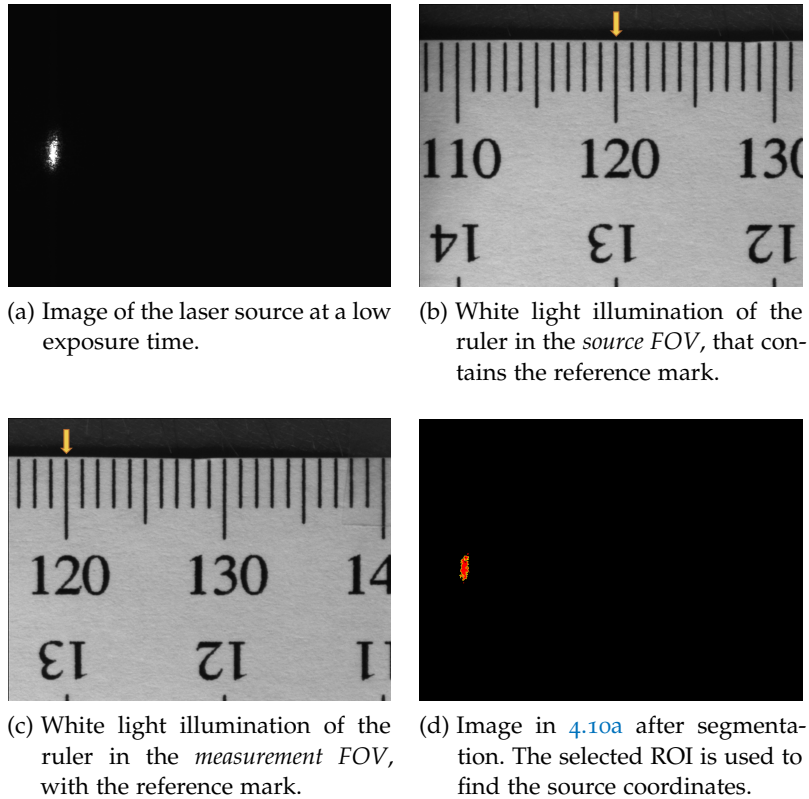 110 120 130
14 13 12
(a) Image of the laser source at a low
exposure time.
(b) White light illumination of the
ruler in the source FOV, that con-
tains the reference mark.
120 130 14
13 12 11
(c) White light illumination of the
ruler in the measurement FOV,
with the reference mark.
(d) Image in 4.10a after segmenta-
tion. The selected ROI is used to
find the source coordinates.